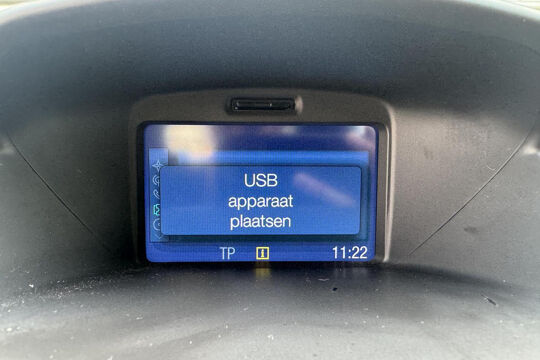 USB
apparaat
plaatsen
TP i 11:22